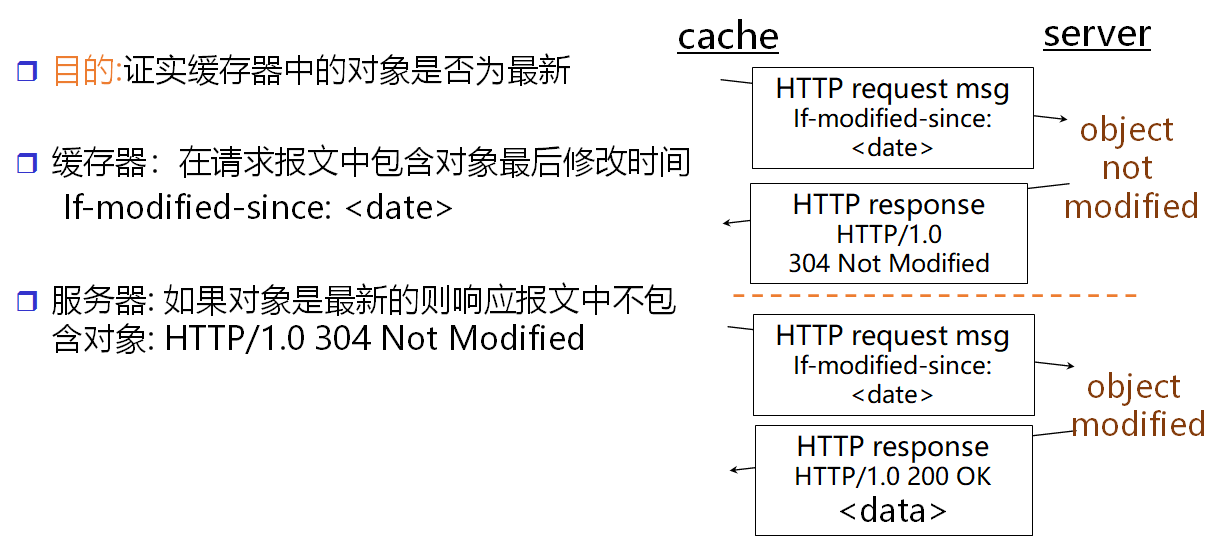 目的:证实缓存器中的对象是否为最新
缓存器：在请求报文中包含对象最后修改时间
If-modified-since: <date>
服务器: 如果对象是最新的则响应报文中不包
含对象: HTTP/1.0 304 Not Modified
cache
server
HTTP request msg
If-modified-since:
<date>
object
not
modified
HTTP response
HTTP/1.0
304 Not Modified
HTTP request msg
If-modified-since:
<date>
object
modified
HTTP response
HTTP/1.0 200 OK
<data>